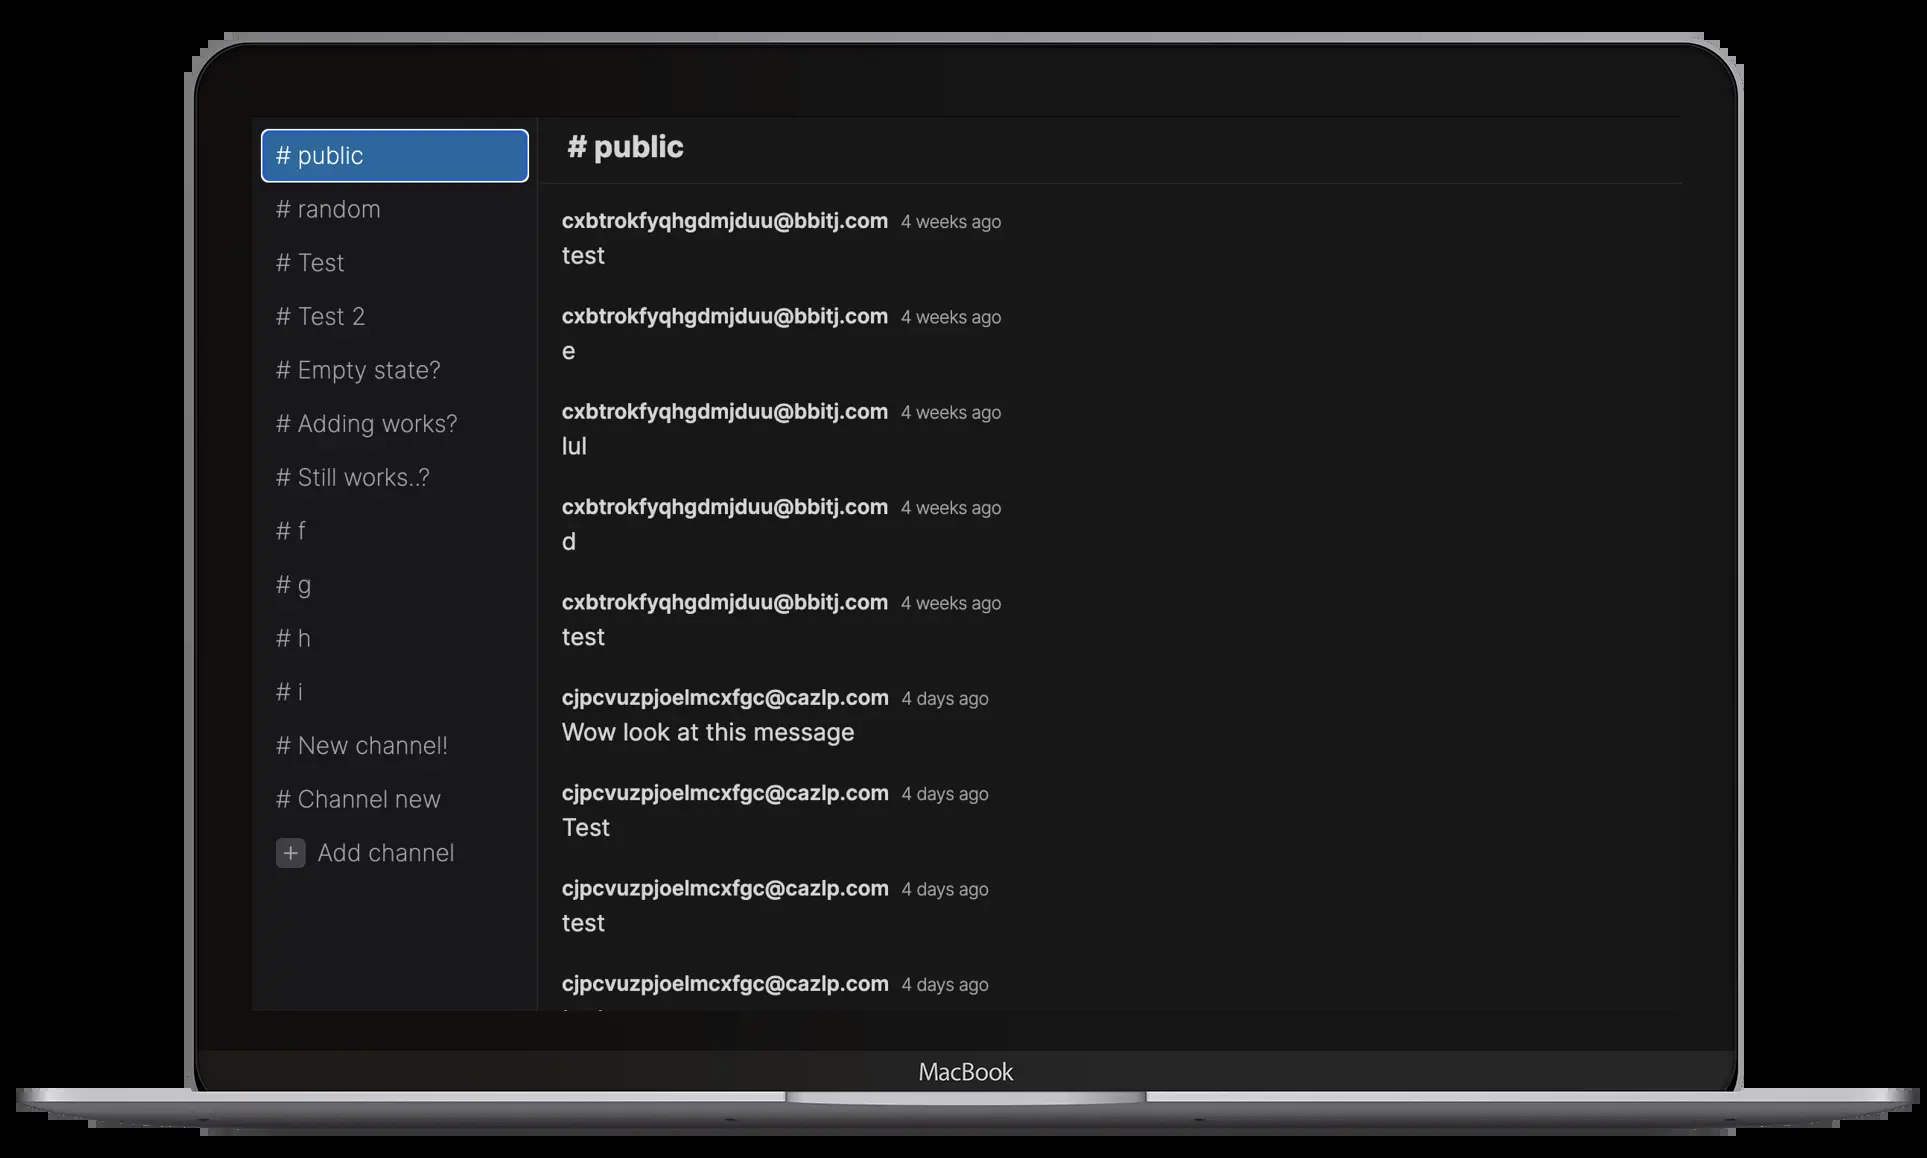 # public
# random
# Test
# Test 2
# Empty state?
# Adding works?
# Still works..?
# f
# g
# h
# i
# New channel!
# Channel new
+ Add channel
# public
cxbtrokfyqhgdmjduu@bbitj.com 4 weeks ago
test
cxbtrokfyqhgdmjduu@bbitj.com 4 weeks ago
e
cxbtrokfyqhgdmjduu@bbitj.com 4 weeks ago
lul
cxbtrokfyqhgdmjduu@bbitj.com 4 weeks ago
d
cxbtrokfyqhgdmjduu@bbitj.com 4 weeks ago
test
cjpcvuzpjoelmcxfgc@cazlp.com 4 days ago
Wow look at this message
cjpcvuzpjoelmcxfgc@cazlp.com 4 days ago
Test
cjpcvuzpjoelmcxfgc@cazlp.com 4 days ago
test
cjpcvuzpjoelmcxfgc@cazlp.com 4 days ago
MacBook